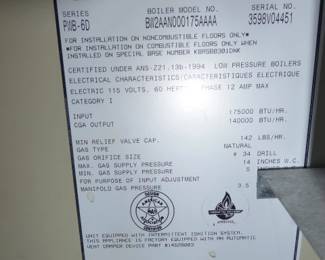 SERIES BOILER MODEL NO. SERIAL NO.
PWB-6D BWI2AAN000175AAAA 3598V04451
FOR INSTALLATION ON NONCOMBUSTIBLE FLOORS ONLY*
*FOR INSTALLATION ON COMBUSTIBLE FLOORS ONLY WHEN
INSTALLED ON SPECIAL BASE NUMBER
CERTIFIED UNDER ANS-Z21.13b-1994 LOW PRESSURE BOILERS
ELECTRICAL CHARACTERISTICS/CARACTERISTIQUES ELECTRIQUE
ELECTRIC 115 VOLTS, 60 HERTZ, PHASE 12 AMP MAX
CATEGORY I
INPUT 175000 BTU/HR.
CGA OUTPUT 140000 BTU/HR.
MIN RELIEF VALVE CAP. 142 LBS/HR.
GAS TYPE NATURAL
GAS ORIFICE SIZE # 34 DRILL
MAX. GAS SUPPLY PRESSURE 14 INCHES W.C.
MIN. GAS SUPPLY PRESSURE 5
FOR PURPOSE OF INPUT ADJUSTMENT
MANIFOLD GAS PRESSURE 3.5
UNIT EQUIPPED WITH INTERMITTENT IGNITION SYSTEM.
THIS APPLIANCE IS FACTORY EQUIPPED WITH AN AUTOMATIC
VENT DAMPER DEVICE PART